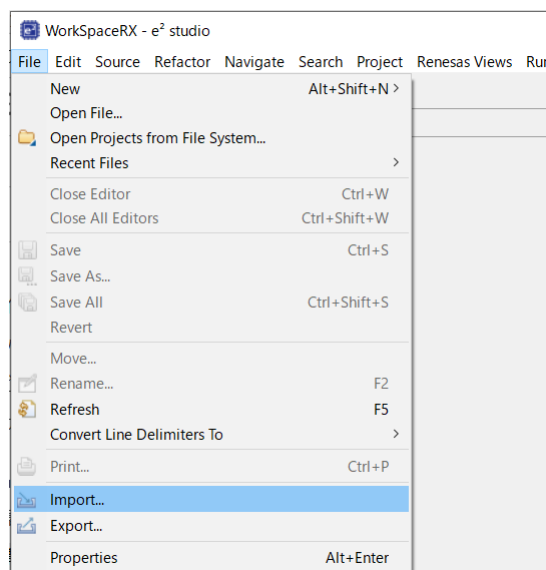 WorkSpaceRX - e² studio
File Edit Source Refactor Navigate Search Project Renesas Views Run
New Alt+Shift+N >
Open File...
Open Projects from File System...
Recent Files >
Close Editor Ctrl+W
Close All Editors Ctrl+Shift+W
Save Ctrl+S
Save As...
Save All Ctrl+Shift+S
Revert
Move...
Rename... F2
Refresh F5
Convert Line Delimiters To >
Print... Ctrl+P
Import...
Export...
Properties Alt+Enter